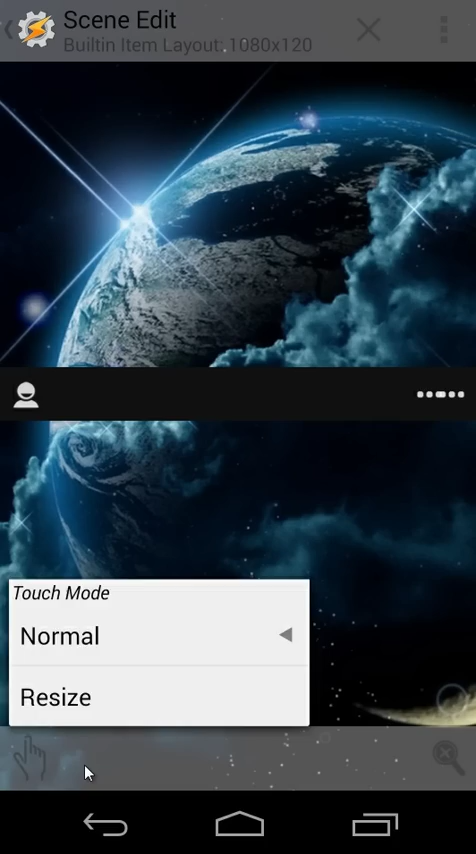 Scene Edit
Builtin Item Layout: 1080x120
Touch Mode
Normal
Resize